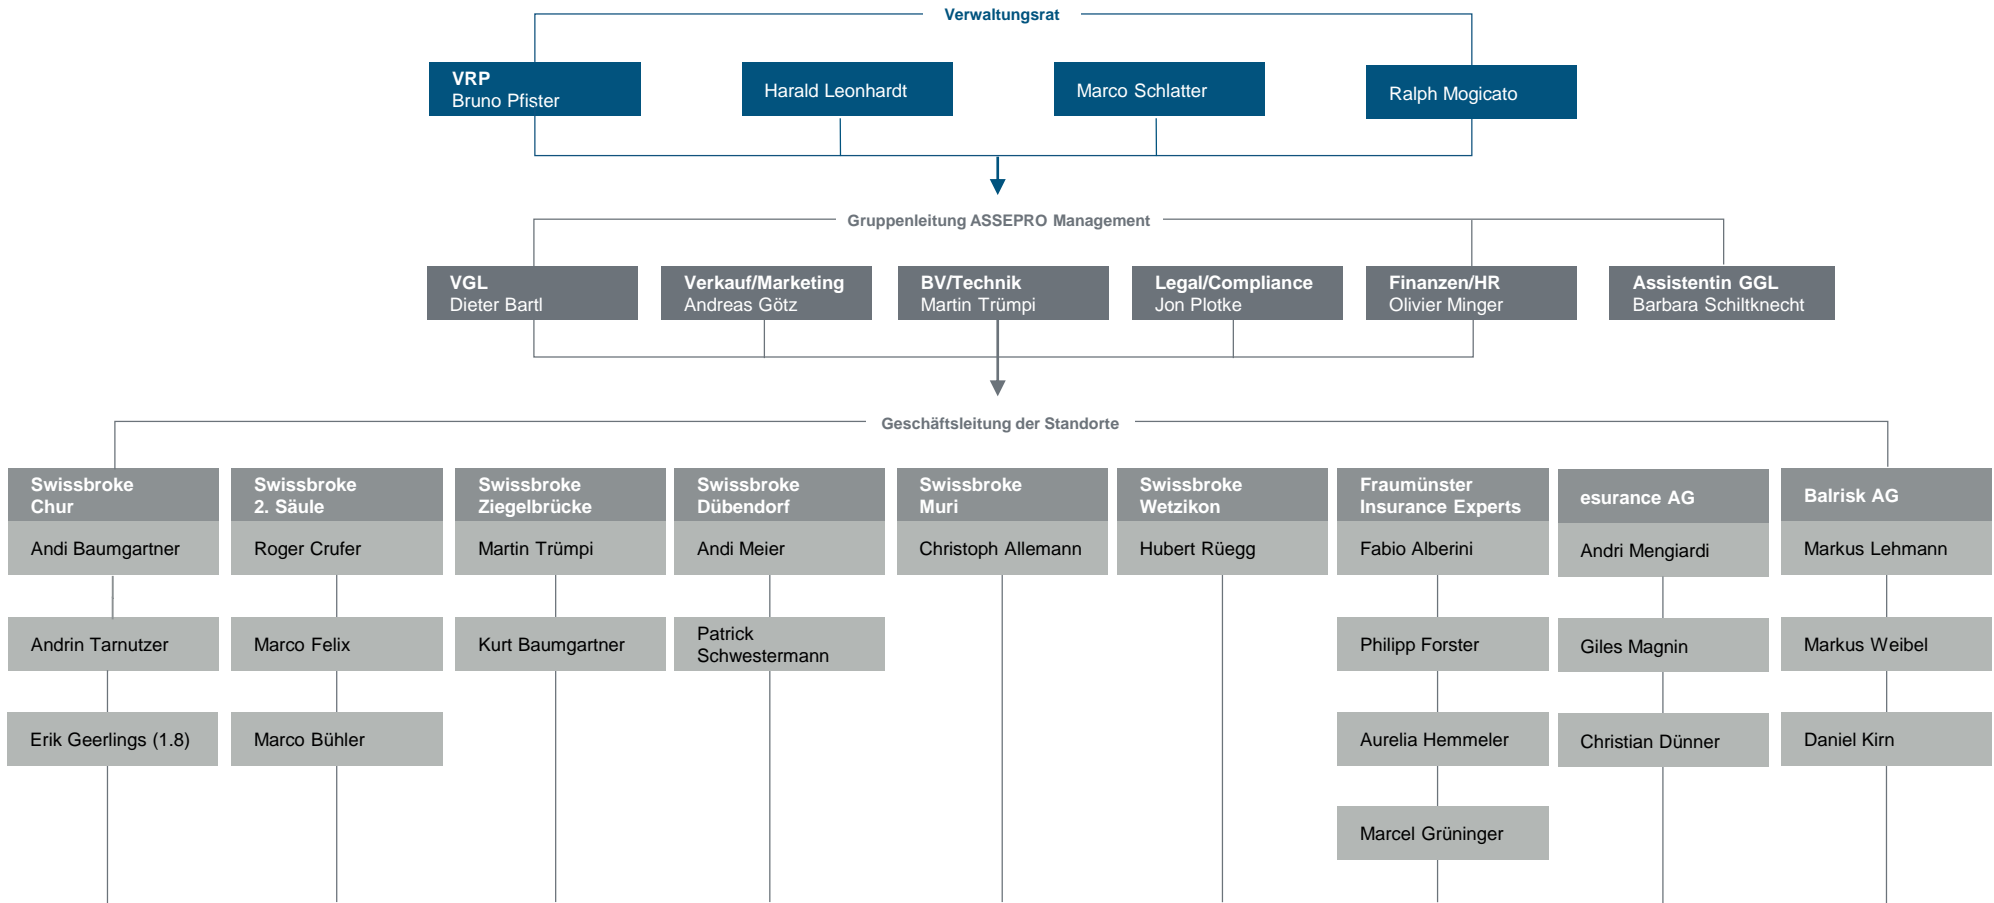 Verwaltungsrat
VRP
Bruno Pfister
Harald Leonhardt
Marco Schlatter
Ralph Mogicato
Gruppenleitung ASSEPRO Management
VGL
Dieter Bartl
Verkauf/Marketing
Andreas Götz
BV/Technik
Martin Trümpi
Legal/Compliance
Jon Plotke
Finanzen/HR
Olivier Minger
Assistentin GGL
Barbara Schiltknecht
Geschäftsleitung der Standorte
Swissbroke
Chur
Andi Baumgartner
Andrin Tarnutzer
Erik Geerlings (1.8)
Swissbroke
2. Säule
Roger Crufer
Marco Felix
Marco Bühler
Swissbroke
Ziegelbrücke
Martin Trümpi
Kurt Baumgartner
Swissbroke
Dübendorf
Andi Meier
Patrick
Schwestermann
Swissbroke
Muri
Christoph Allemann
Swissbroke
Wetzikon
Hubert Rüegg
Fraumünster
Insurance Experts
Fabio Alberini
Philipp Forster
Aurelia Hemmeler
Marcel Grüninger
esurance AG
Andri Mengiardi
Giles Magnin
Christian Dünner
Balrisk AG
Markus Lehmann
Markus Weibel
Daniel Kirn